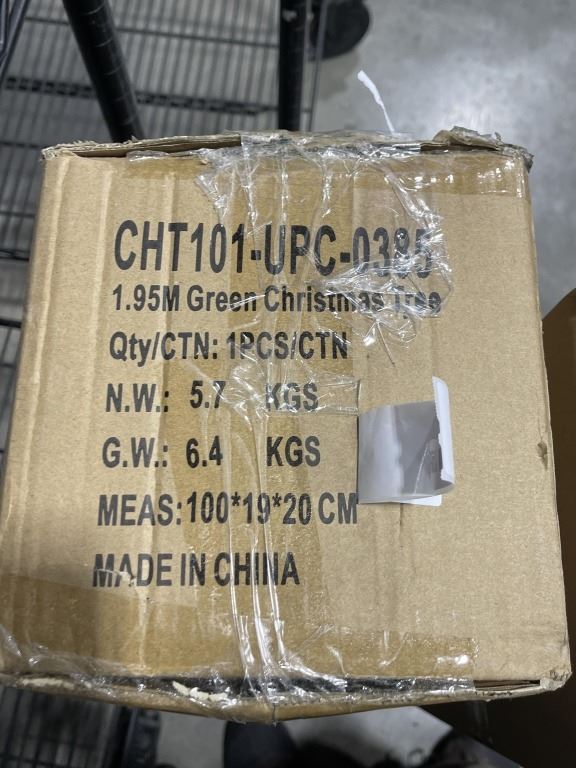 CHT101-UPC-0385
1.95M Green Christmas Tree
Qty/CTN: 1PCS/CTN
N.W.: 5.7 KGS
G.W.: 6.4 KGS
MEAS:100*19*20 CM
MADE IN CHINA